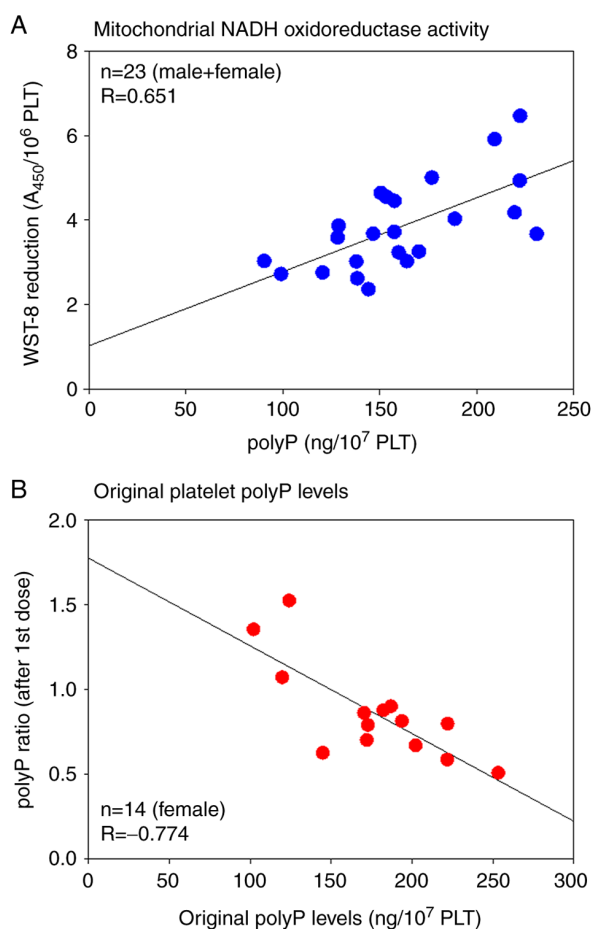 A Mitochondrial NADH oxidoreductase activity
n=23 (male+female)
R=0.651
WST-8 reduction (A450/10⁶ PLT)
8
6
4
2
0
0 50 100 150 200 250
polyP (ng/10⁷ PLT)
B Original platelet polyP levels
polyP ratio (after 1st dose)
2.0
1.5
1.0
0.5
0.0
n=14 (female)
R=−0.774
0 50 100 150 200 250 300
Original polyP levels (ng/10⁷ PLT)